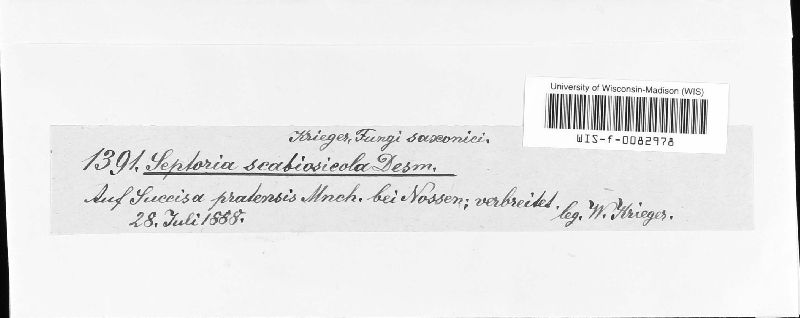 University of Wisconsin-Madison (WIS)
WIS-f-0082978
Krieger, Fungi saxonici.
1391. Septoria scabiosicola Desm.
Auf Succisa pratensis Mnch. bei Nossen; verbreitet.
28. Juli 1888. leg. W. Krieger.